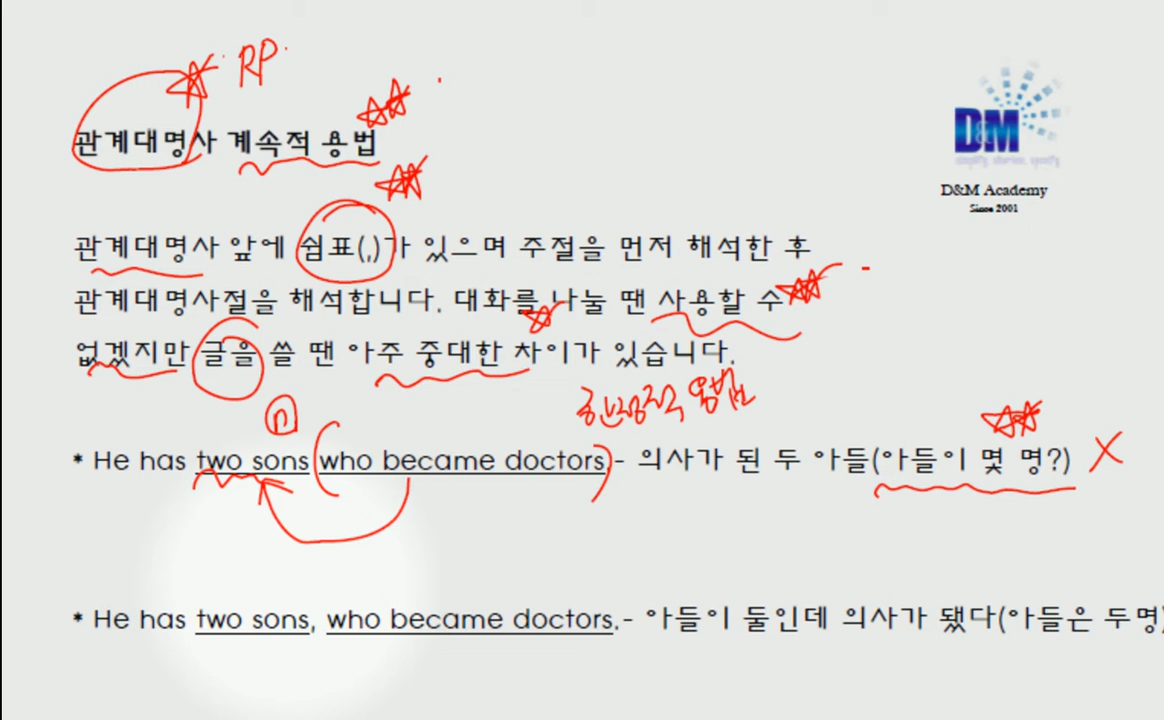 RP
관계대명사 계속적 용법
D&M
simplify, stories, speedy
D&M Academy
Since 2001
관계대명사 앞에 쉼표(,)가 있으며 주절을 먼저 해석한 후
관계대명사절을 해석합니다. 대화를 나눌 땐 사용할 수
없겠지만 글을 쓸 땐 아주 중대한 차이가 있습니다.
n
한정적 용법
* He has two sons who became doctors.- 의사가 된 두 아들(아들이 몇 명?) X
* He has two sons, who became doctors.- 아들이 둘인데 의사가 됐다(아들은 두명)